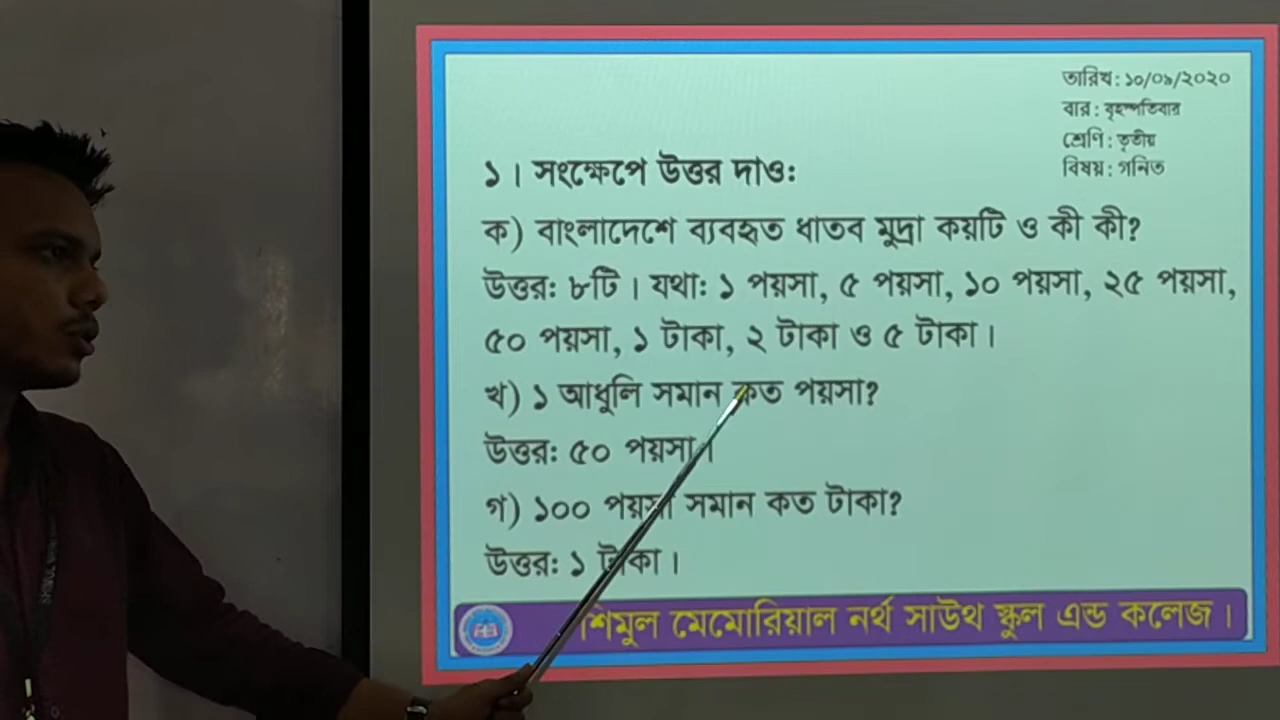 তারিখ: ১০/০৯/২০২০
বার : বৃহস্পতিবার
শ্রেণি : তৃতীয়
বিষয় : গনিত
১। সংক্ষেপে উত্তর দাও:
ক) বাংলাদেশে ব্যবহৃত ধাতব মুদ্রা কয়টি ও কী কী?
উত্তর: ৮টি। যথা: ১ পয়সা, ৫ পয়সা, ১০ পয়সা, ২৫ পয়সা,
৫০ পয়সা, ১ টাকা, ২ টাকা ও ৫ টাকা।
খ) ১ আধুলি সমান কত পয়সা?
উত্তর: ৫০ পয়সা।
গ) ১০০ পয়সা সমান কত টাকা?
উত্তর: ১ টাকা।
শিমুল মেমোরিয়াল নর্থ সাউথ স্কুল এন্ড কলেজ।